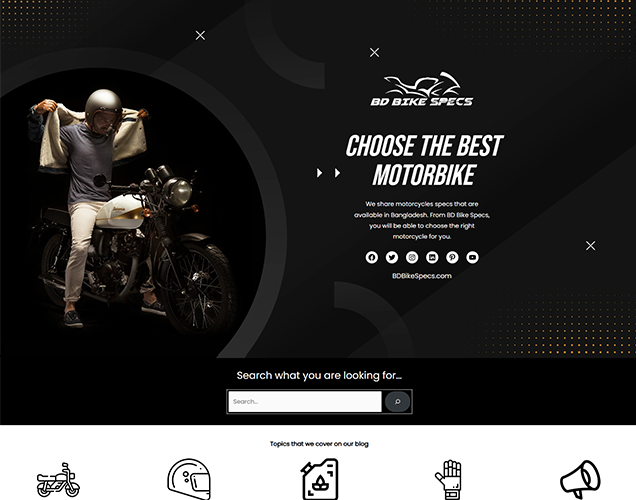 BD BIKE SPECS
CHOOSE THE BEST
MOTORBIKE
We share motorcycles specs that are
available in Bangladesh. From BD Bike Specs,
you will be able to choose the right
motorcycle for you.
BDBikeSpecs.com
Search what you are looking for...
Search...
Topics that we cover on our blog